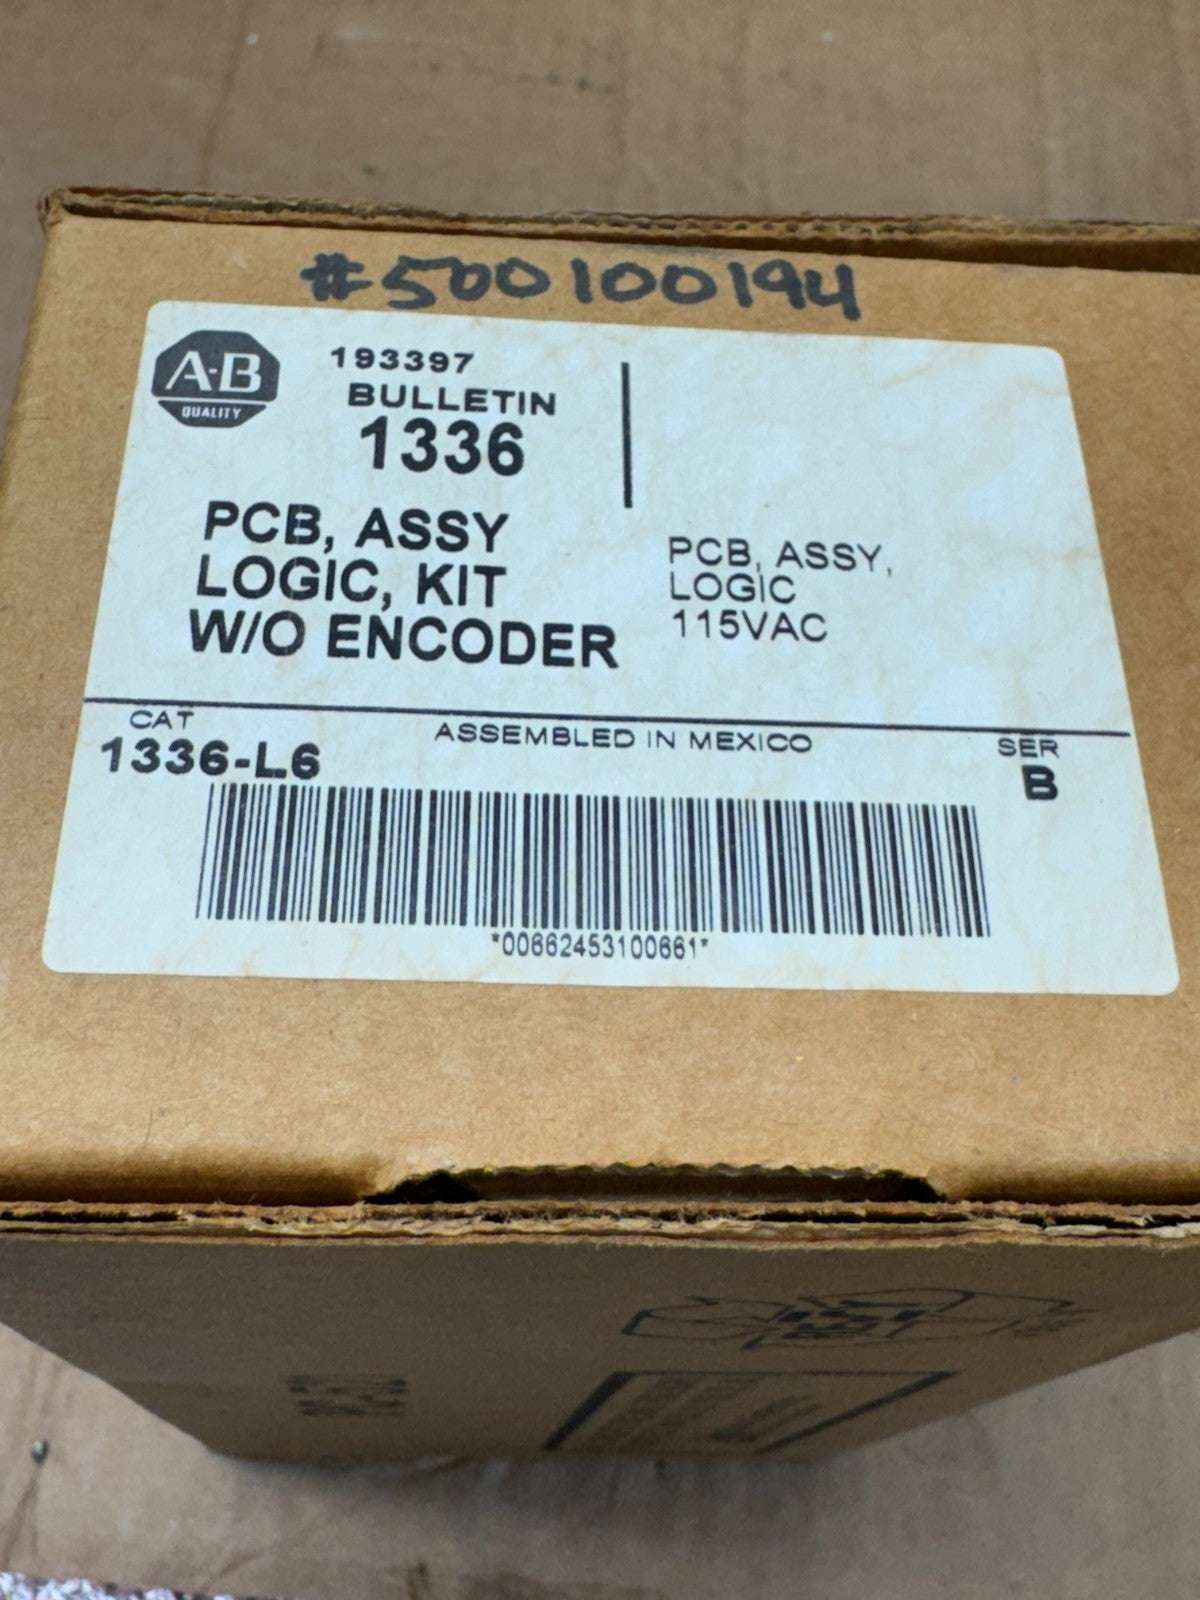 #500100194
A-B
QUALITY
193397
BULLETIN
1336
PCB, ASSY
LOGIC, KIT
W/O ENCODER
PCB, ASSY,
LOGIC
115VAC
CAT
1336-L6
ASSEMBLED IN MEXICO
SER
B
*00662453100661*